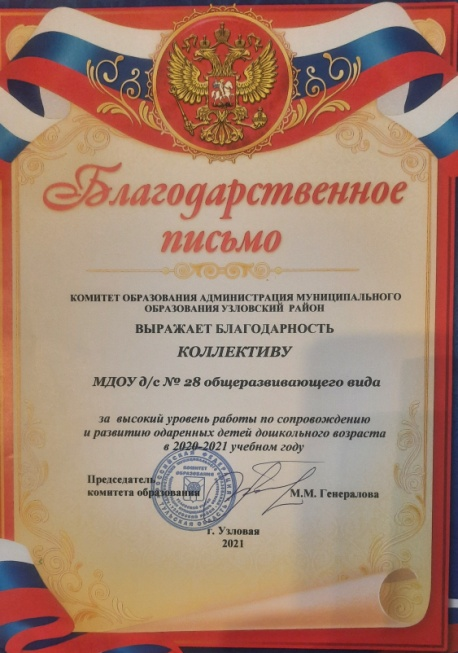 Благодарственное
письмо
КОМИТЕТ ОБРАЗОВАНИЯ АДМИНИСТРАЦИЯ МУНИЦИПАЛЬНОГО
ОБРАЗОВАНИЯ УЗЛОВСКИЙ РАЙОН
ВЫРАЖАЕТ БЛАГОДАРНОСТЬ
КОЛЛЕКТИВУ
МДОУ д/с № 28 общеразвивающего вида
за высокий уровень работы по сопровождению
и развитию одаренных детей дошкольного возраста
в 2020-2021 учебном году
Председатель
комитета образования М.М. Генералова
КОМИТЕТ
ОБРАЗОВАНИЯ
г. Узловая
2021